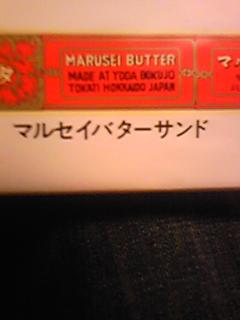 MARUSEI BUTTER
MADE AT YODA BOKUJO
TOKATI HOKKAIDO JAPAN
マルセイバターサンド